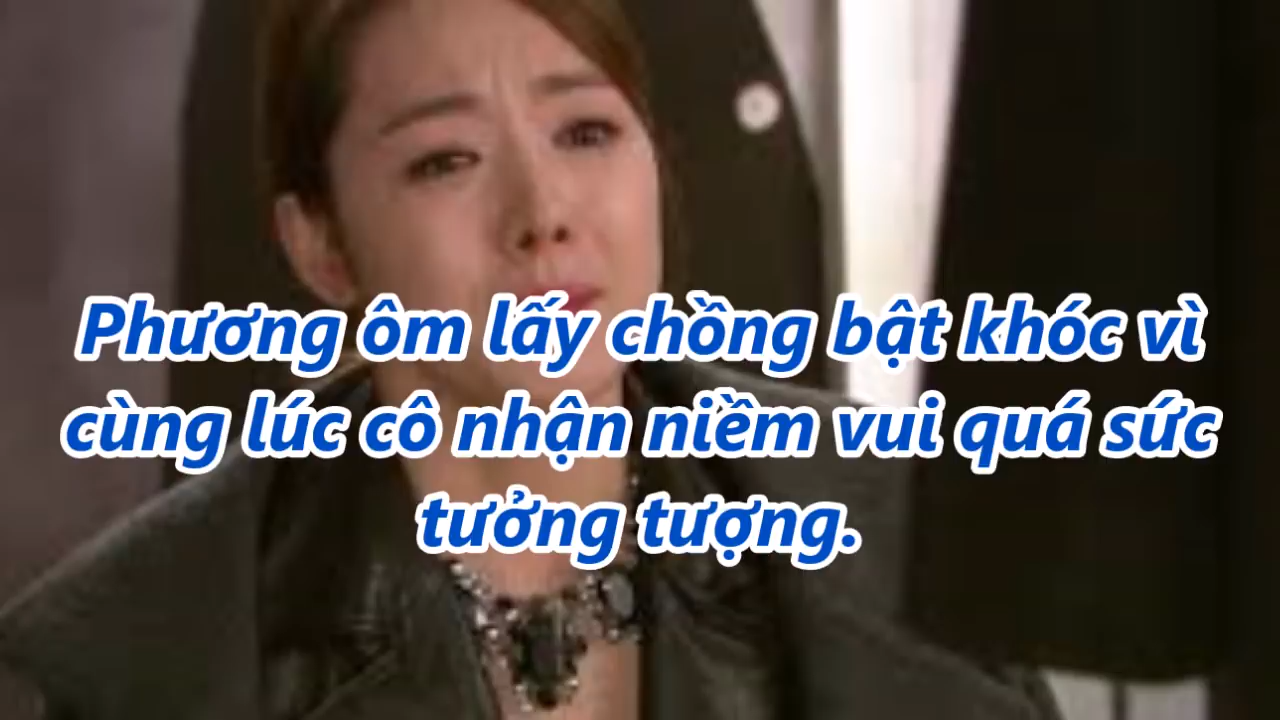 Phương ôm lấy chồng bật khóc vì
cùng lúc cô nhận niềm vui quá sức
tưởng tượng.